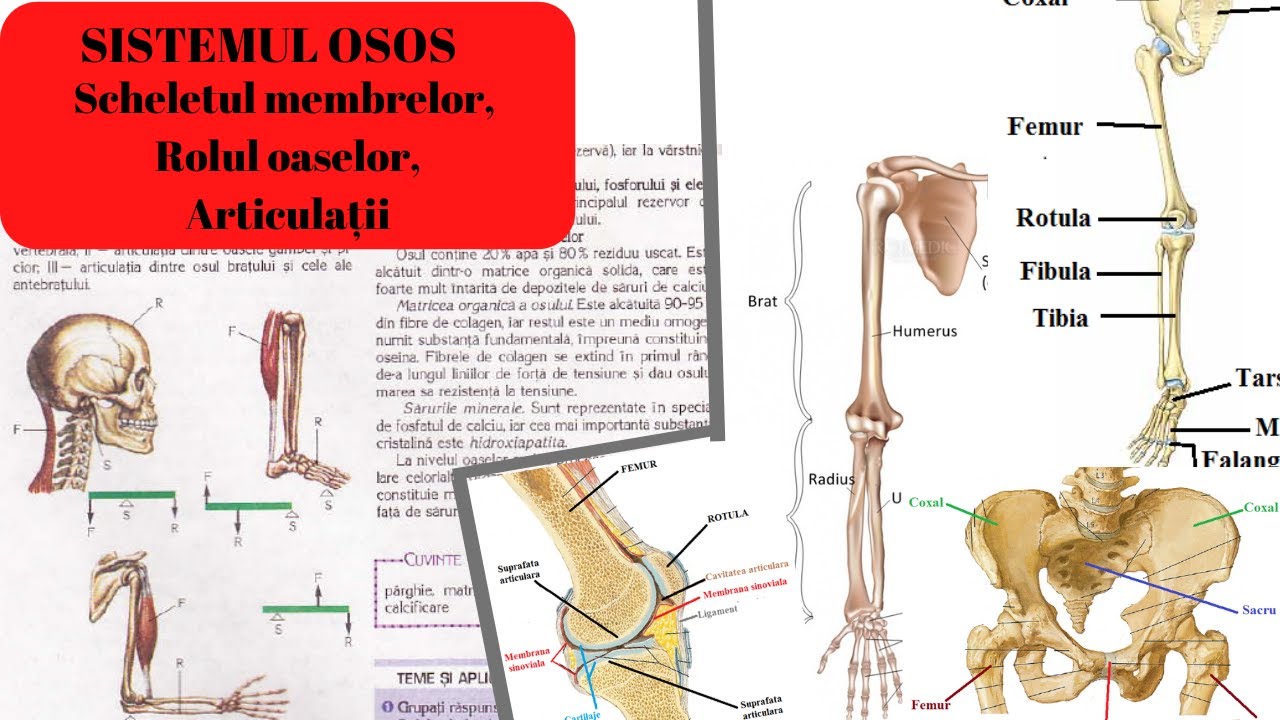 SISTEMUL OSOS
Scheletul membrelor,
Rolul oaselor,
Articulații
vertebrală, II — articulația dintre oasele gambei și pi-
cior; III — articulația dintre osul brațului și cele ale
antebrațului.
R
F
F
R
S
S
F
S
R
F
S
R
F
R
F
S
R
zervă), iar la vârstnic
ului, fosforului și ele
incipalul rezervor
ului.
Osul conține 20% apă și 80% reziduu uscat. Est
alcătuit dintr-o matrice organică solidă, care est
foarte mult întărită de depozitele de săruri de calciu
Matricea organică a osului. Este alcătuită 90-95
din fibre de colagen, iar restul este un mediu omoge
numit substanță fundamentală, împreună constituin
oseina. Fibrele de colagen se extind în primul rân
de-a lungul liniilor de forță de tensiune și dau osulu
marea sa rezistență la tensiune.
Sărurile minerale. Sunt reprezentate în specia
de fosfatul de calciu, iar cea mai importantă substanț
cristalină este hidroxiapatita.
La nivelul oaselor
lare celorlal
constituie m
față de sărur
CUVINTE
pârghie, matr
calcificare
TEME ȘI APLIC
1 Grupați răspuns
FEMUR
ROTULA
Suprafata
articulara
Cavitatea articulara
Membrana sinoviala
Ligament
Membrana
sinoviala
Cartilaje
Suprafata
articulara
Brat
Humerus
Radius
U
S
Coxal
Femur
Rotula
Fibula
Tibia
Tars
M
Falang
Coxal
Coxal
Sacru
Femur